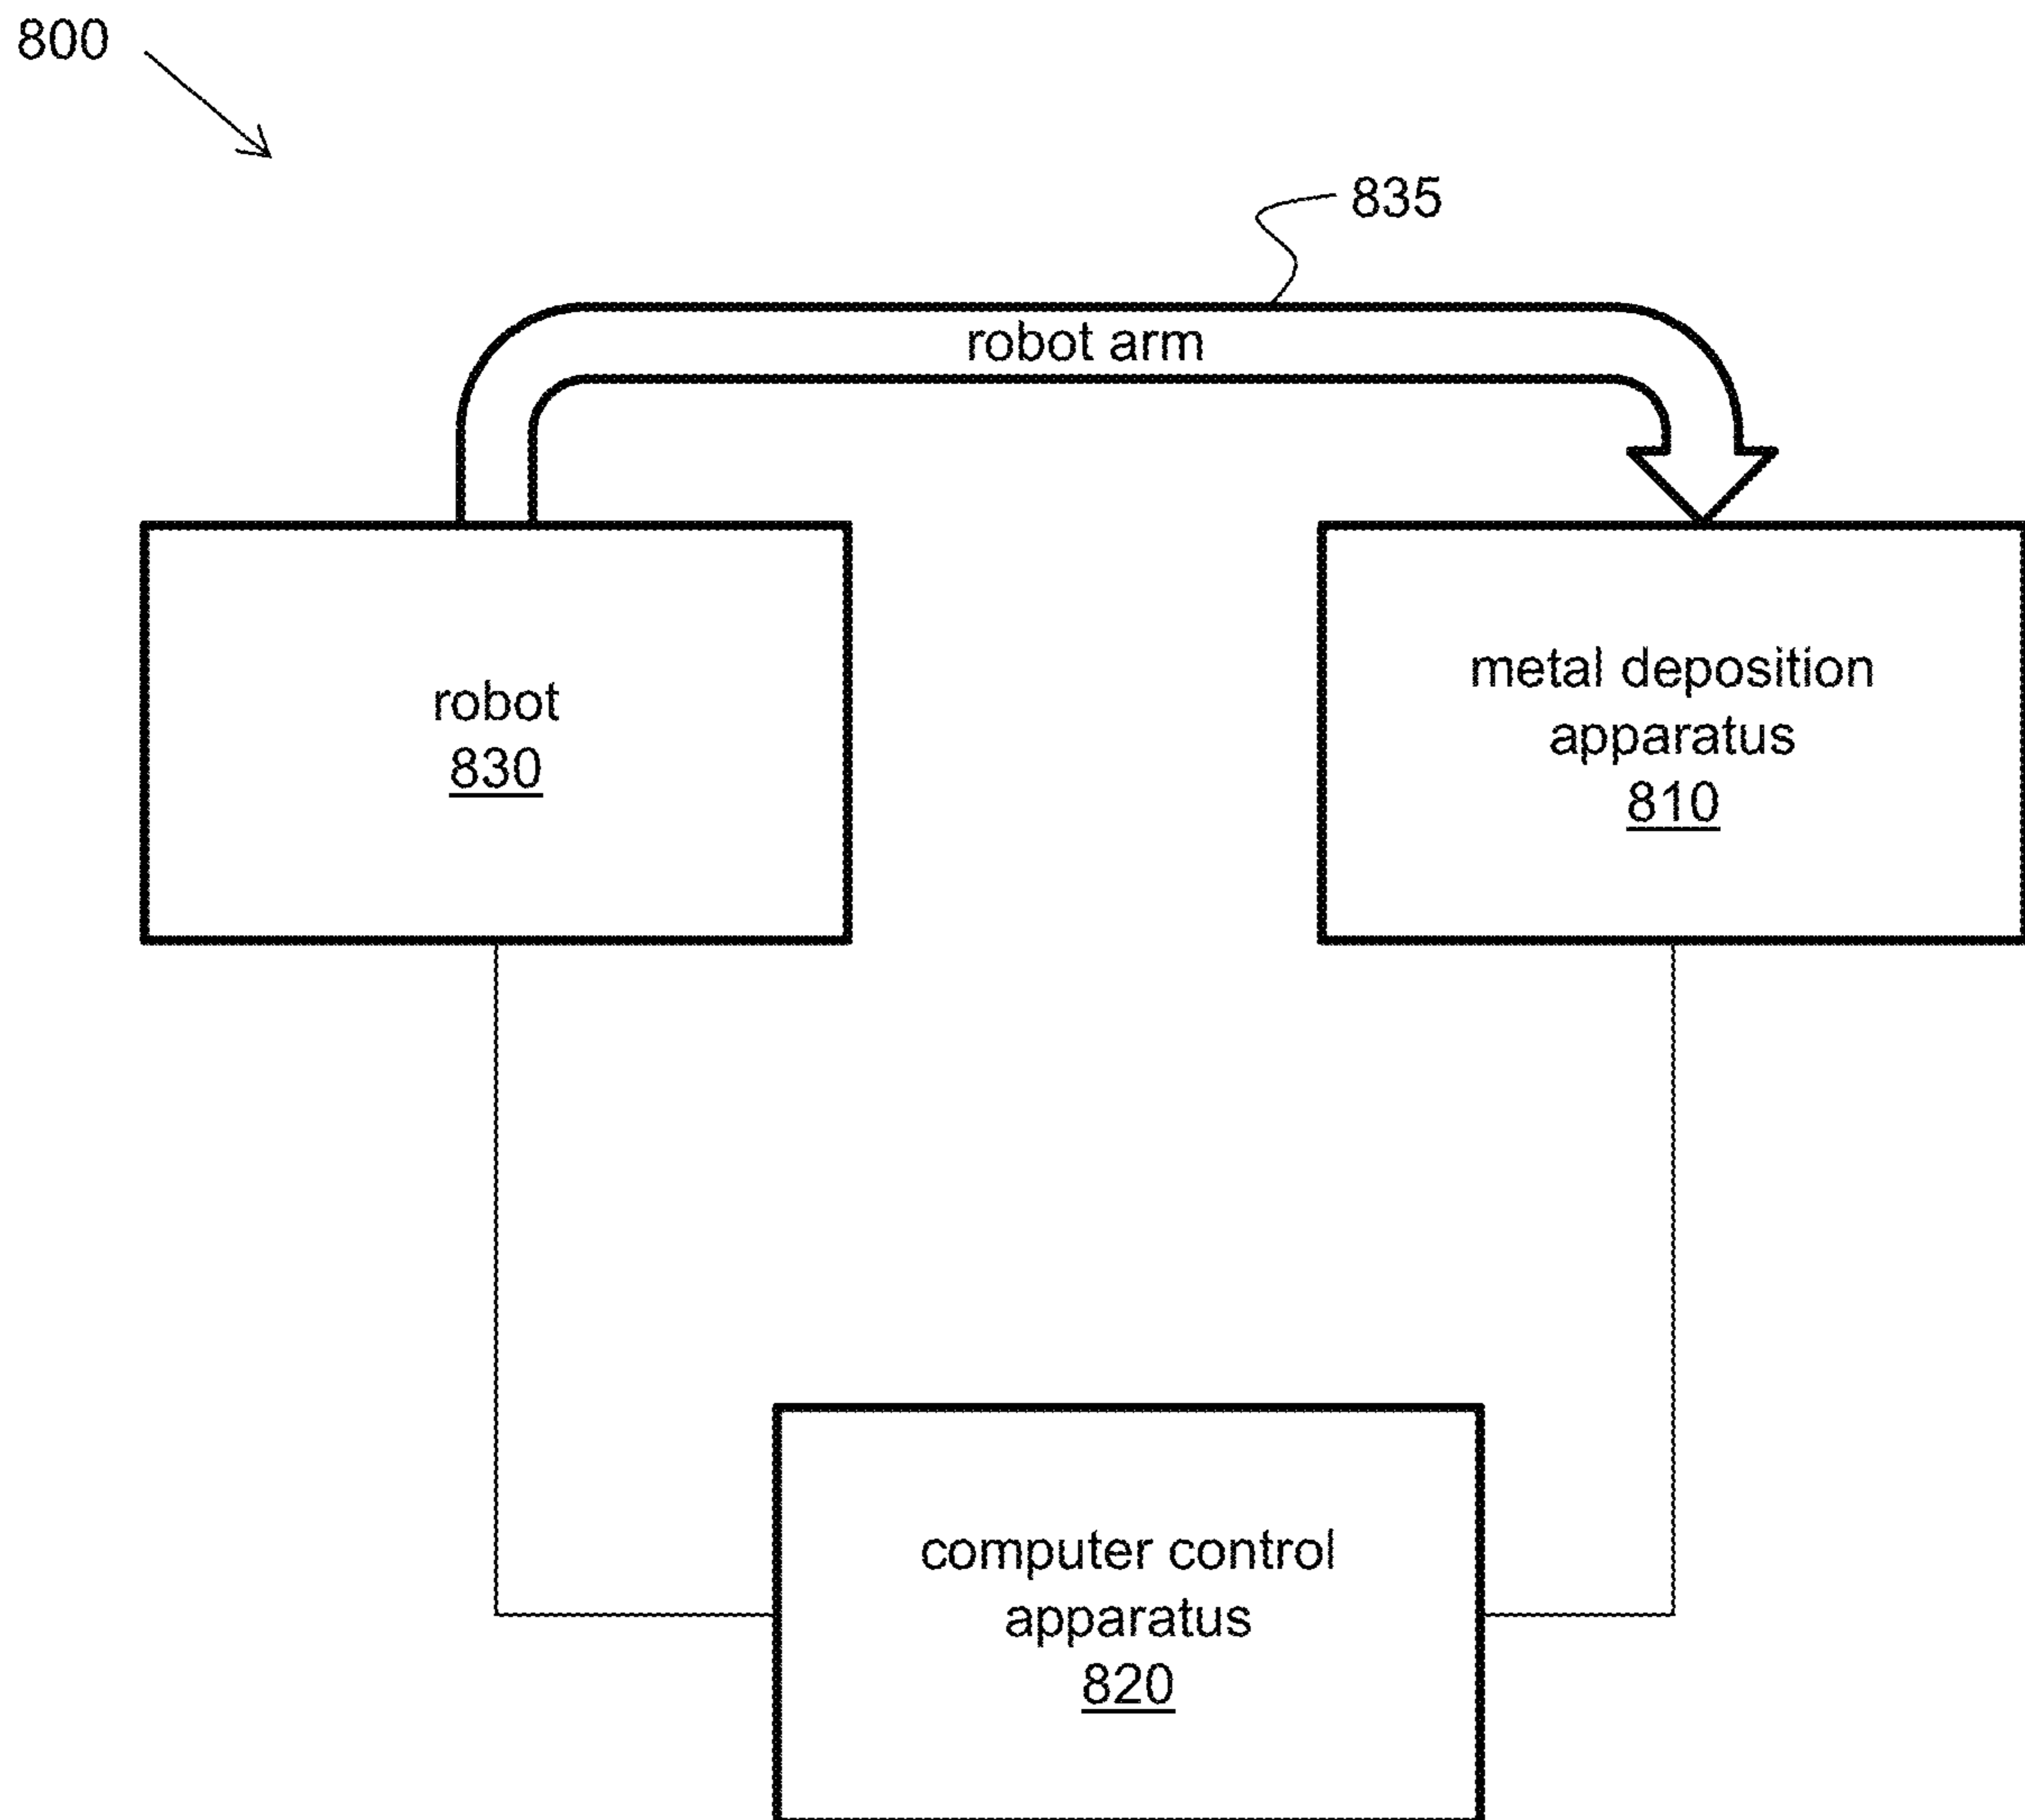 800
835
robot arm
robot
830
metal deposition
apparatus
810
computer control
apparatus
820